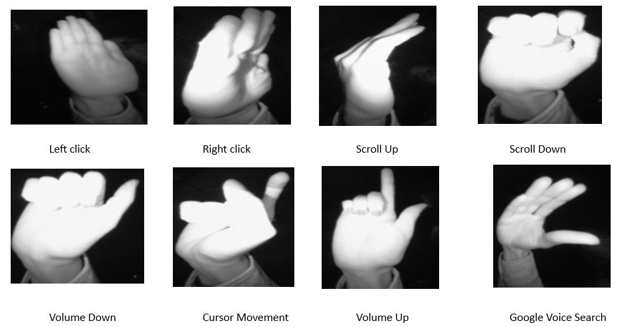 Left click
Right click
Scroll Up
Scroll Down
Volume Down
Cursor Movement
Volume Up
Google Voice Search